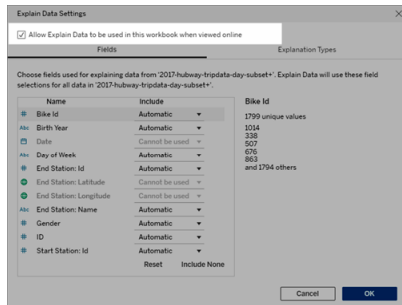 Explain Data Settings
Allow Explain Data to be used in this workbook when viewed online
Fields
Explanation Types
Choose fields used for explaining data from '2017-hubway-tripdata-day-subset+'. Explain Data will use these field
selections for all data in '2017-hubway-tripdata-day-subset+'.
Name Include
# Bike Id Automatic
Abc Birth Year Automatic
Date Cannot be used
Abc Day of Week Automatic
# End Station: Id Automatic
End Station: Latitude Cannot be used
End Station: Longitude Cannot be used
Abc End Station: Name Automatic
# Gender Automatic
# ID Automatic
# Start Station: Id Automatic
Reset Include None
Bike Id
1799 unique values
1014
338
507
676
863
and 1794 others
Cancel OK